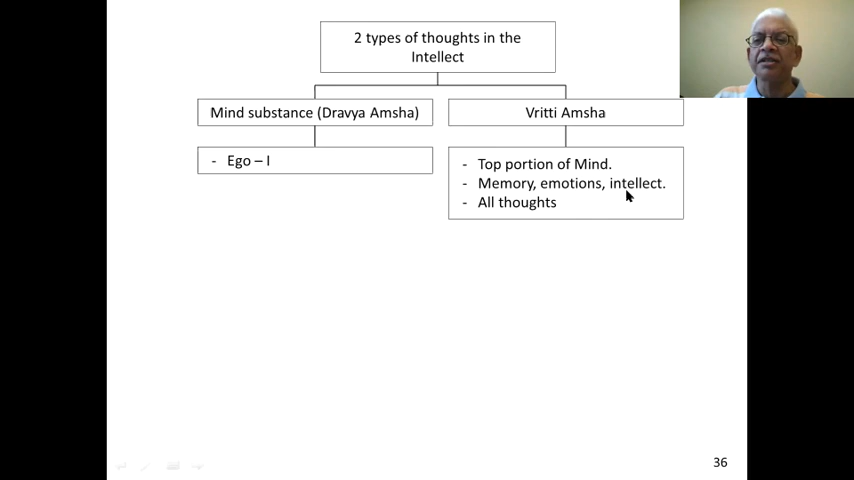 2 types of thoughts in the
Intellect
Mind substance (Dravya Amsha)
Vritti Amsha
- Ego – I
- Top portion of Mind.
- Memory, emotions, intellect.
- All thoughts
36